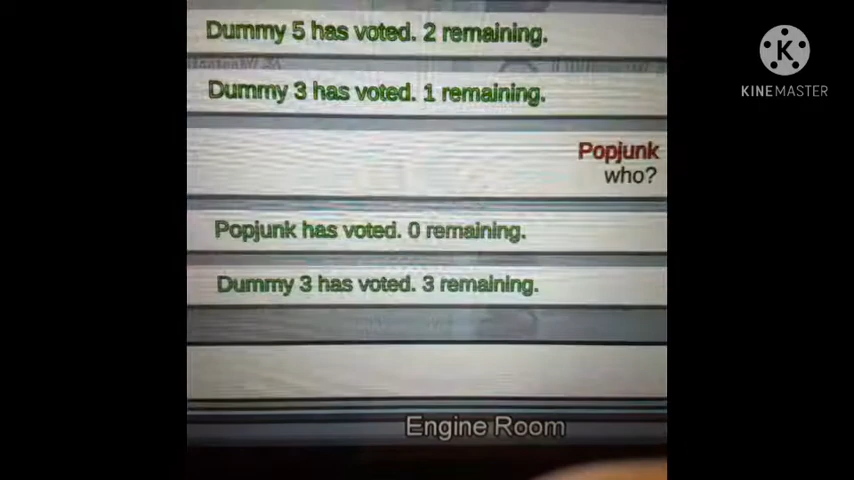 Dummy 5 has voted. 2 remaining.
Dummy 3 has voted. 1 remaining.
Popjunk
who?
Popjunk has voted. 0 remaining.
Dummy 3 has voted. 3 remaining.
Engine Room
K
KINEMASTER